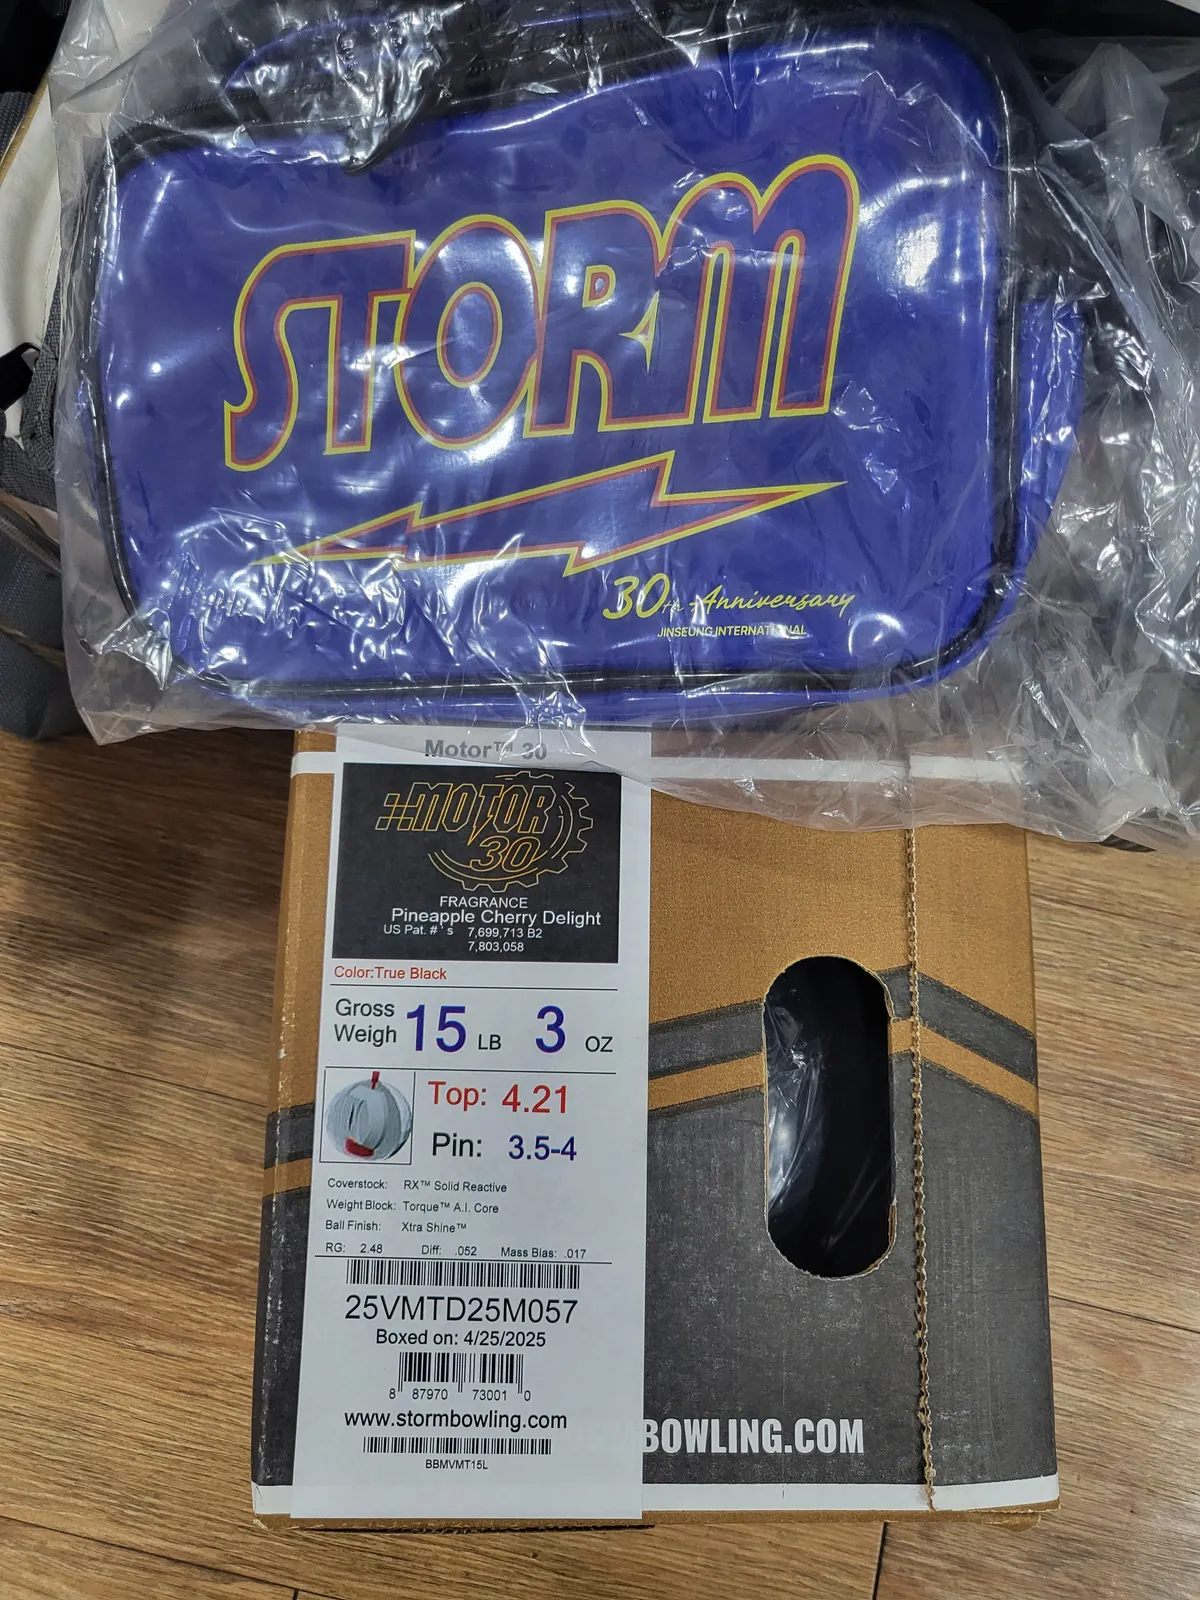 STORM
30th Anniversary
JINSEUNG INTERNATIONAL
Motor™ 30
#MOTOR
30
FRAGRANCE
Pineapple Cherry Delight
US Pat. #'s 7,699,713 B2
7,803,058
Color:True Black
Gross
Weigh 15 LB 3 OZ
Top: 4.21
Pin: 3.5-4
Coverstock: RX™ Solid Reactive
Weight Block: Torque™ A.I. Core
Ball Finish: Xtra Shine™
RG: 2.48 Diff: .052 Mass Bias: .017
25VMTD25M057
Boxed on: 4/25/2025
8 87970 73001 0
www.stormbowling.com
BBMVMT15L
BOWLING.COM